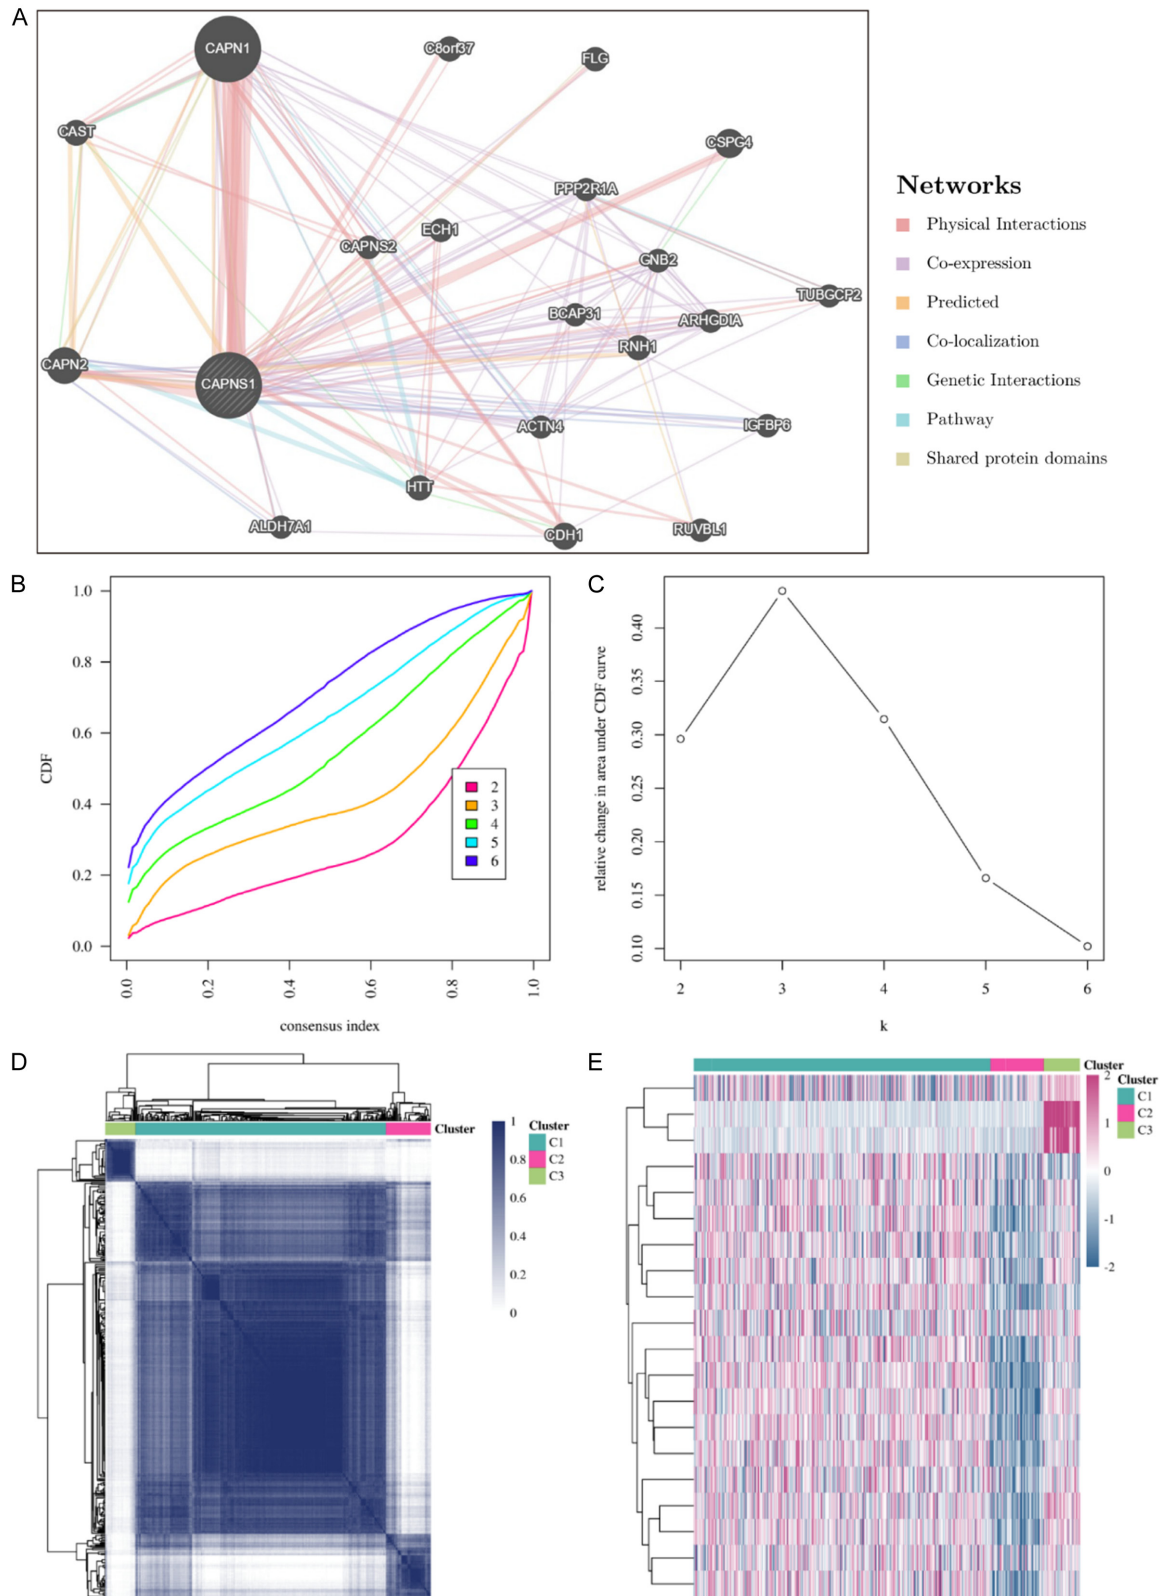 A
CAPN1
C8orf37
FLG
CAST
CSPG4
PPP2R1A
ECH1
CAPNS2
GNB2
TUBGCP2
BCAP31
ARHGDIA
RNH1
CAPN2
CAPNS1
ACTN4
IGFBP6
HTT
ALDH7A1
CDH1
RUVBL1
Networks
Physical Interactions
Co-expression
Predicted
Co-localization
Genetic Interactions
Pathway
Shared protein domains
B
CDF
1.0
0.8
0.6
0.4
0.2
0.0
2
3
4
5
6
0.0
0.2
0.4
0.6
0.8
1.0
consensus index
C
relative change in area under CDF curve
0.40
0.35
0.30
0.25
0.20
0.15
0.10
2
3
4
5
6
k
D
Cluster
1
0.8
0.6
0.4
0.2
0
Cluster
C1
C2
C3
E
Cluster
2
1
0
-1
-2
Cluster
C1
C2
C3